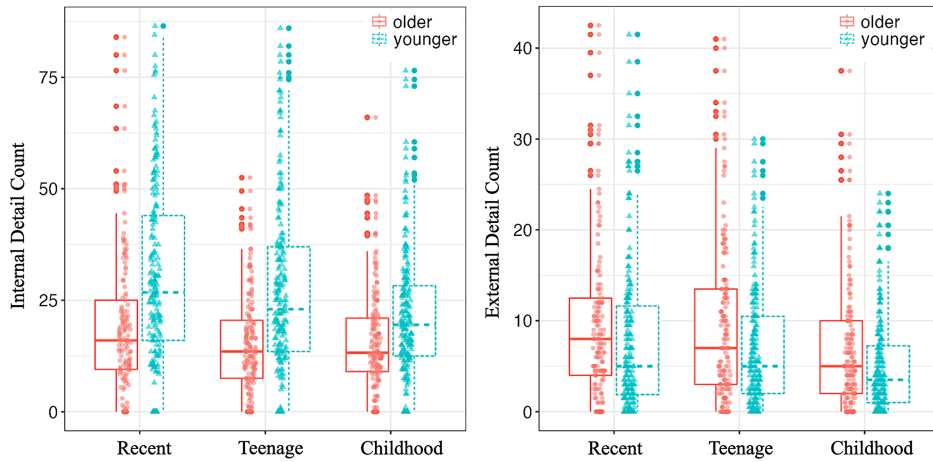 Internal Detail Count
75
50
25
0
older
younger
Recent
Teenage
Childhood
External Detail Count
40
30
20
10
0
older
younger
Recent
Teenage
Childhood